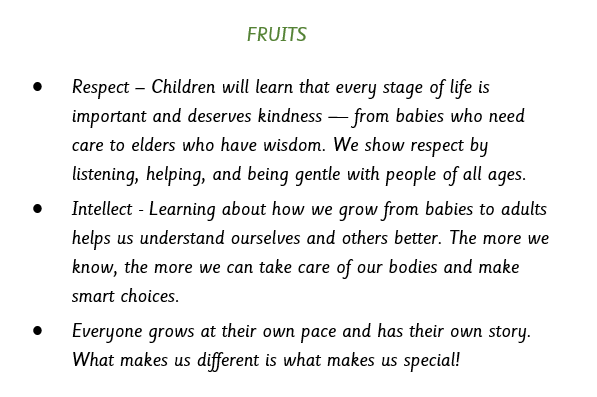 FRUITS
● Respect – Children will learn that every stage of life is
important and deserves kindness — from babies who need
care to elders who have wisdom. We show respect by
listening, helping, and being gentle with people of all ages.
● Intellect - Learning about how we grow from babies to adults
helps us understand ourselves and others better. The more we
know, the more we can take care of our bodies and make
smart choices.
● Everyone grows at their own pace and has their own story.
What makes us different is what makes us special!